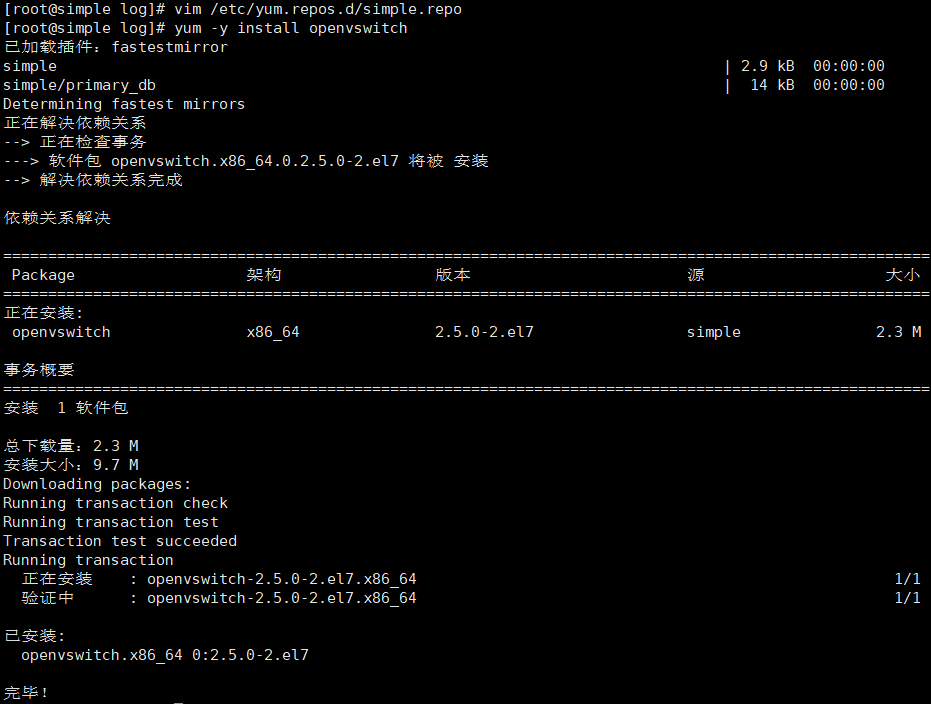 [root@simple log]# vim /etc/yum.repos.d/simple.repo
[root@simple log]# yum -y install openvswitch
已加载插件：fastestmirror
simple | 2.9 kB 00:00:00
simple/primary_db | 14 kB 00:00:00
Determining fastest mirrors
正在解决依赖关系
--> 正在检查事务
---> 软件包 openvswitch.x86_64.0.2.5.0-2.el7 将被 安装
--> 解决依赖关系完成
依赖关系解决
================================================================================
Package 架构 版本 源 大小
================================================================================
正在安装:
openvswitch x86_64 2.5.0-2.el7 simple 2.3 M
事务概要
================================================================================
安装 1 软件包
总下载量：2.3 M
安装大小：9.7 M
Downloading packages:
Running transaction check
Running transaction test
Transaction test succeeded
Running transaction
正在安装 : openvswitch-2.5.0-2.el7.x86_64 1/1
验证中 : openvswitch-2.5.0-2.el7.x86_64 1/1
已安装:
openvswitch.x86_64 0:2.5.0-2.el7
完毕！